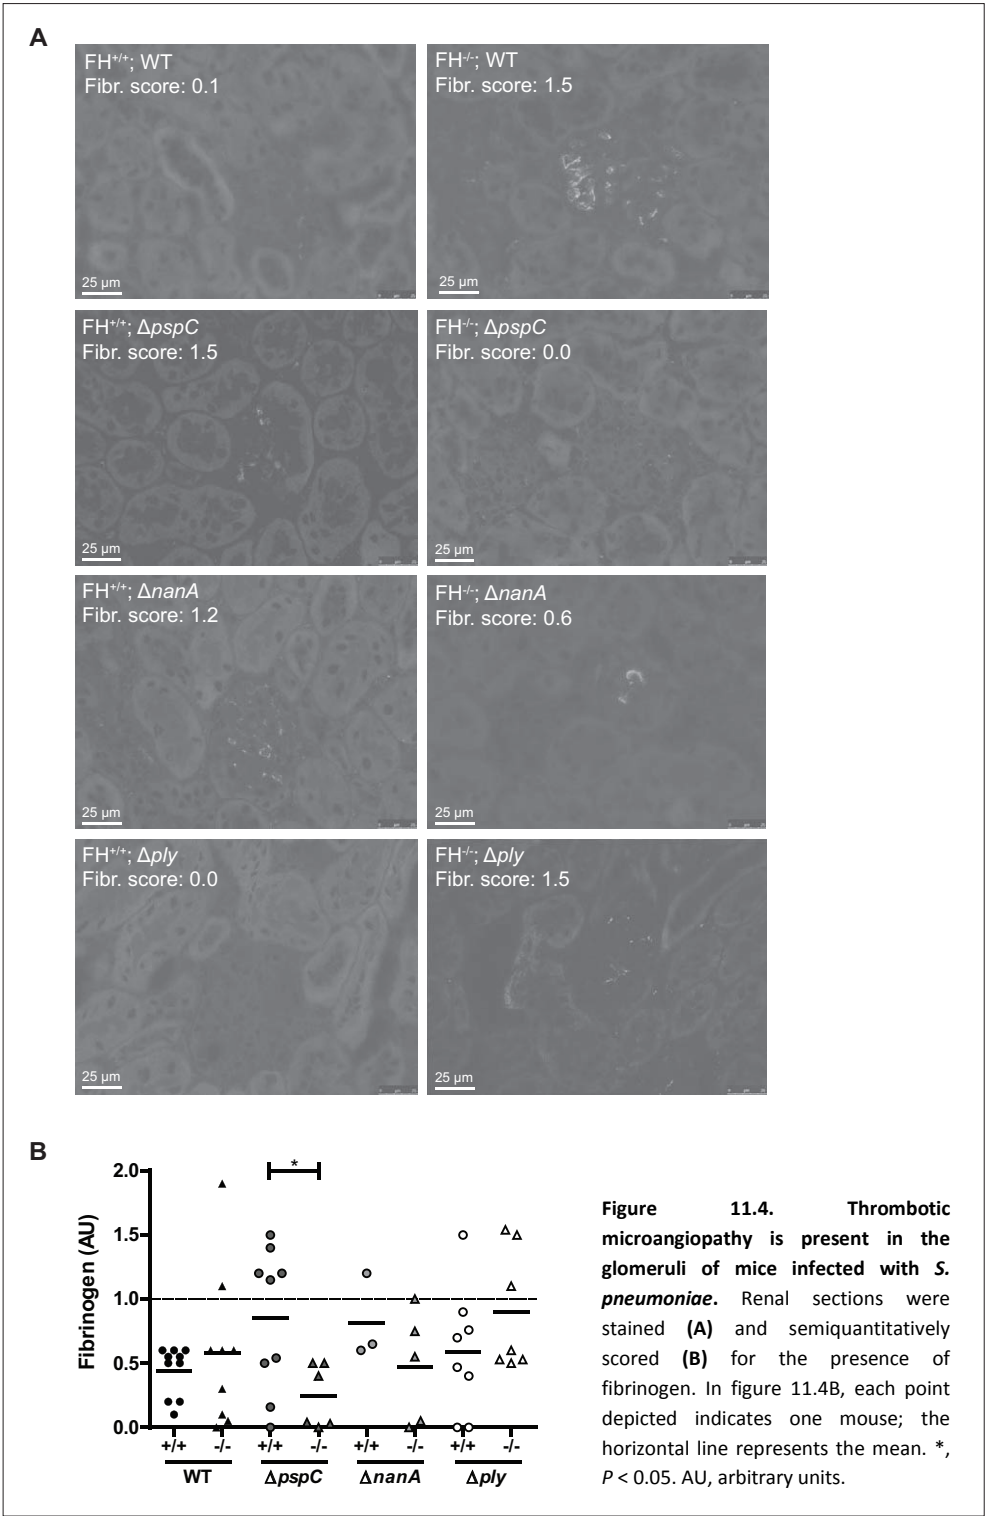 A
FH+/+; WT
Fibr. score: 0.1
25 µm
FH-/-; WT
Fibr. score: 1.5
25 µm
FH+/+; ΔpspC
Fibr. score: 1.5
25 µm
FH-/-; ΔpspC
Fibr. score: 0.0
25 µm
FH+/+; ΔnanA
Fibr. score: 1.2
25 µm
FH-/-; ΔnanA
Fibr. score: 0.6
25 µm
FH+/+; Δply
Fibr. score: 0.0
25 µm
FH-/-; Δply
Fibr. score: 1.5
25 µm
B
Fibrinogen (AU)
2.0
1.5
1.0
0.5
0.0
*
+/+ -/- +/+ -/- +/+ -/- +/+ -/-
WT ΔpspC ΔnanA Δply
Figure 11.4. Thrombotic
microangiopathy is present in the
glomeruli of mice infected with S.
pneumoniae. Renal sections were
stained (A) and semiquantitatively
scored (B) for the presence of
fibrinogen. In figure 11.4B, each point
depicted indicates one mouse; the
horizontal line represents the mean. *,
P < 0.05. AU, arbitrary units.